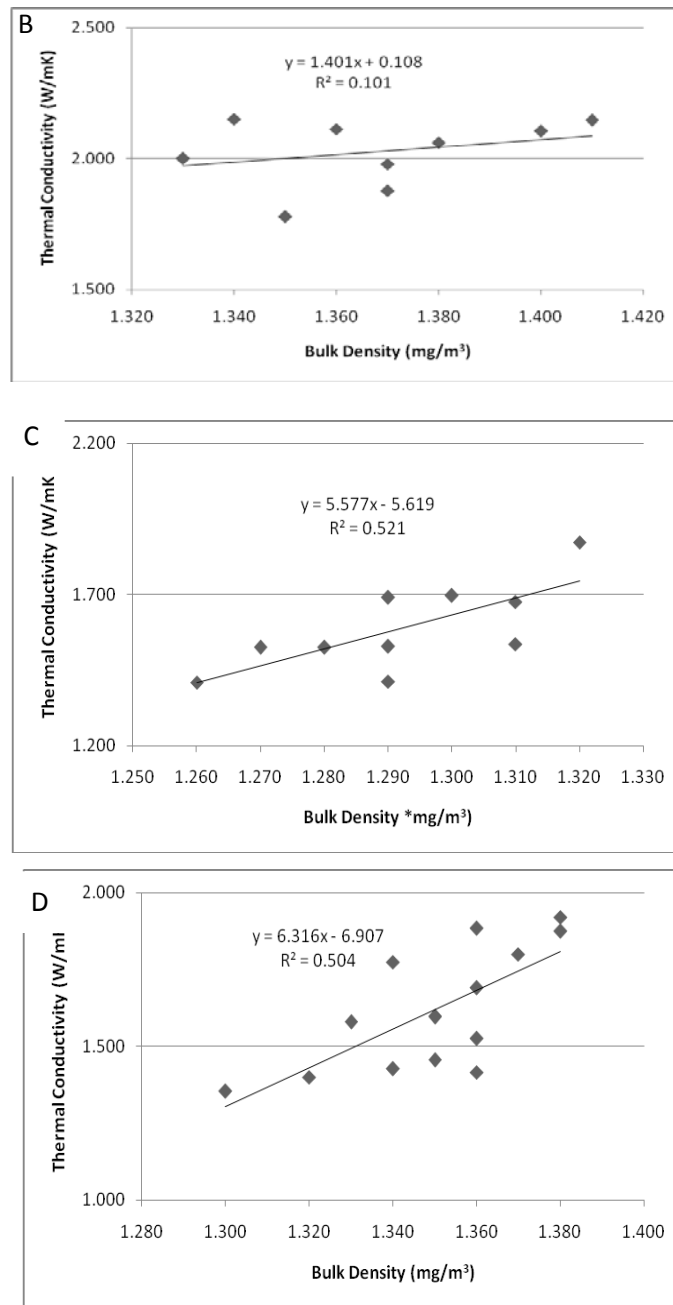 B
Thermal Conductivity (W/mK)
2.500
2.000
1.500
y = 1.401x + 0.108
R² = 0.101
1.320 1.340 1.360 1.380 1.400 1.420
Bulk Density (mg/m³)
C
Thermal Conductivity (W/mK
2.200
1.700
1.200
y = 5.577x - 5.619
R² = 0.521
1.250 1.260 1.270 1.280 1.290 1.300 1.310 1.320 1.330
Bulk Density *mg/m³)
D
Thermal Conductivity (W/ml
2.000
1.500
1.000
y = 6.316x - 6.907
R² = 0.504
1.280 1.300 1.320 1.340 1.360 1.380 1.400
Bulk Density (mg/m³)